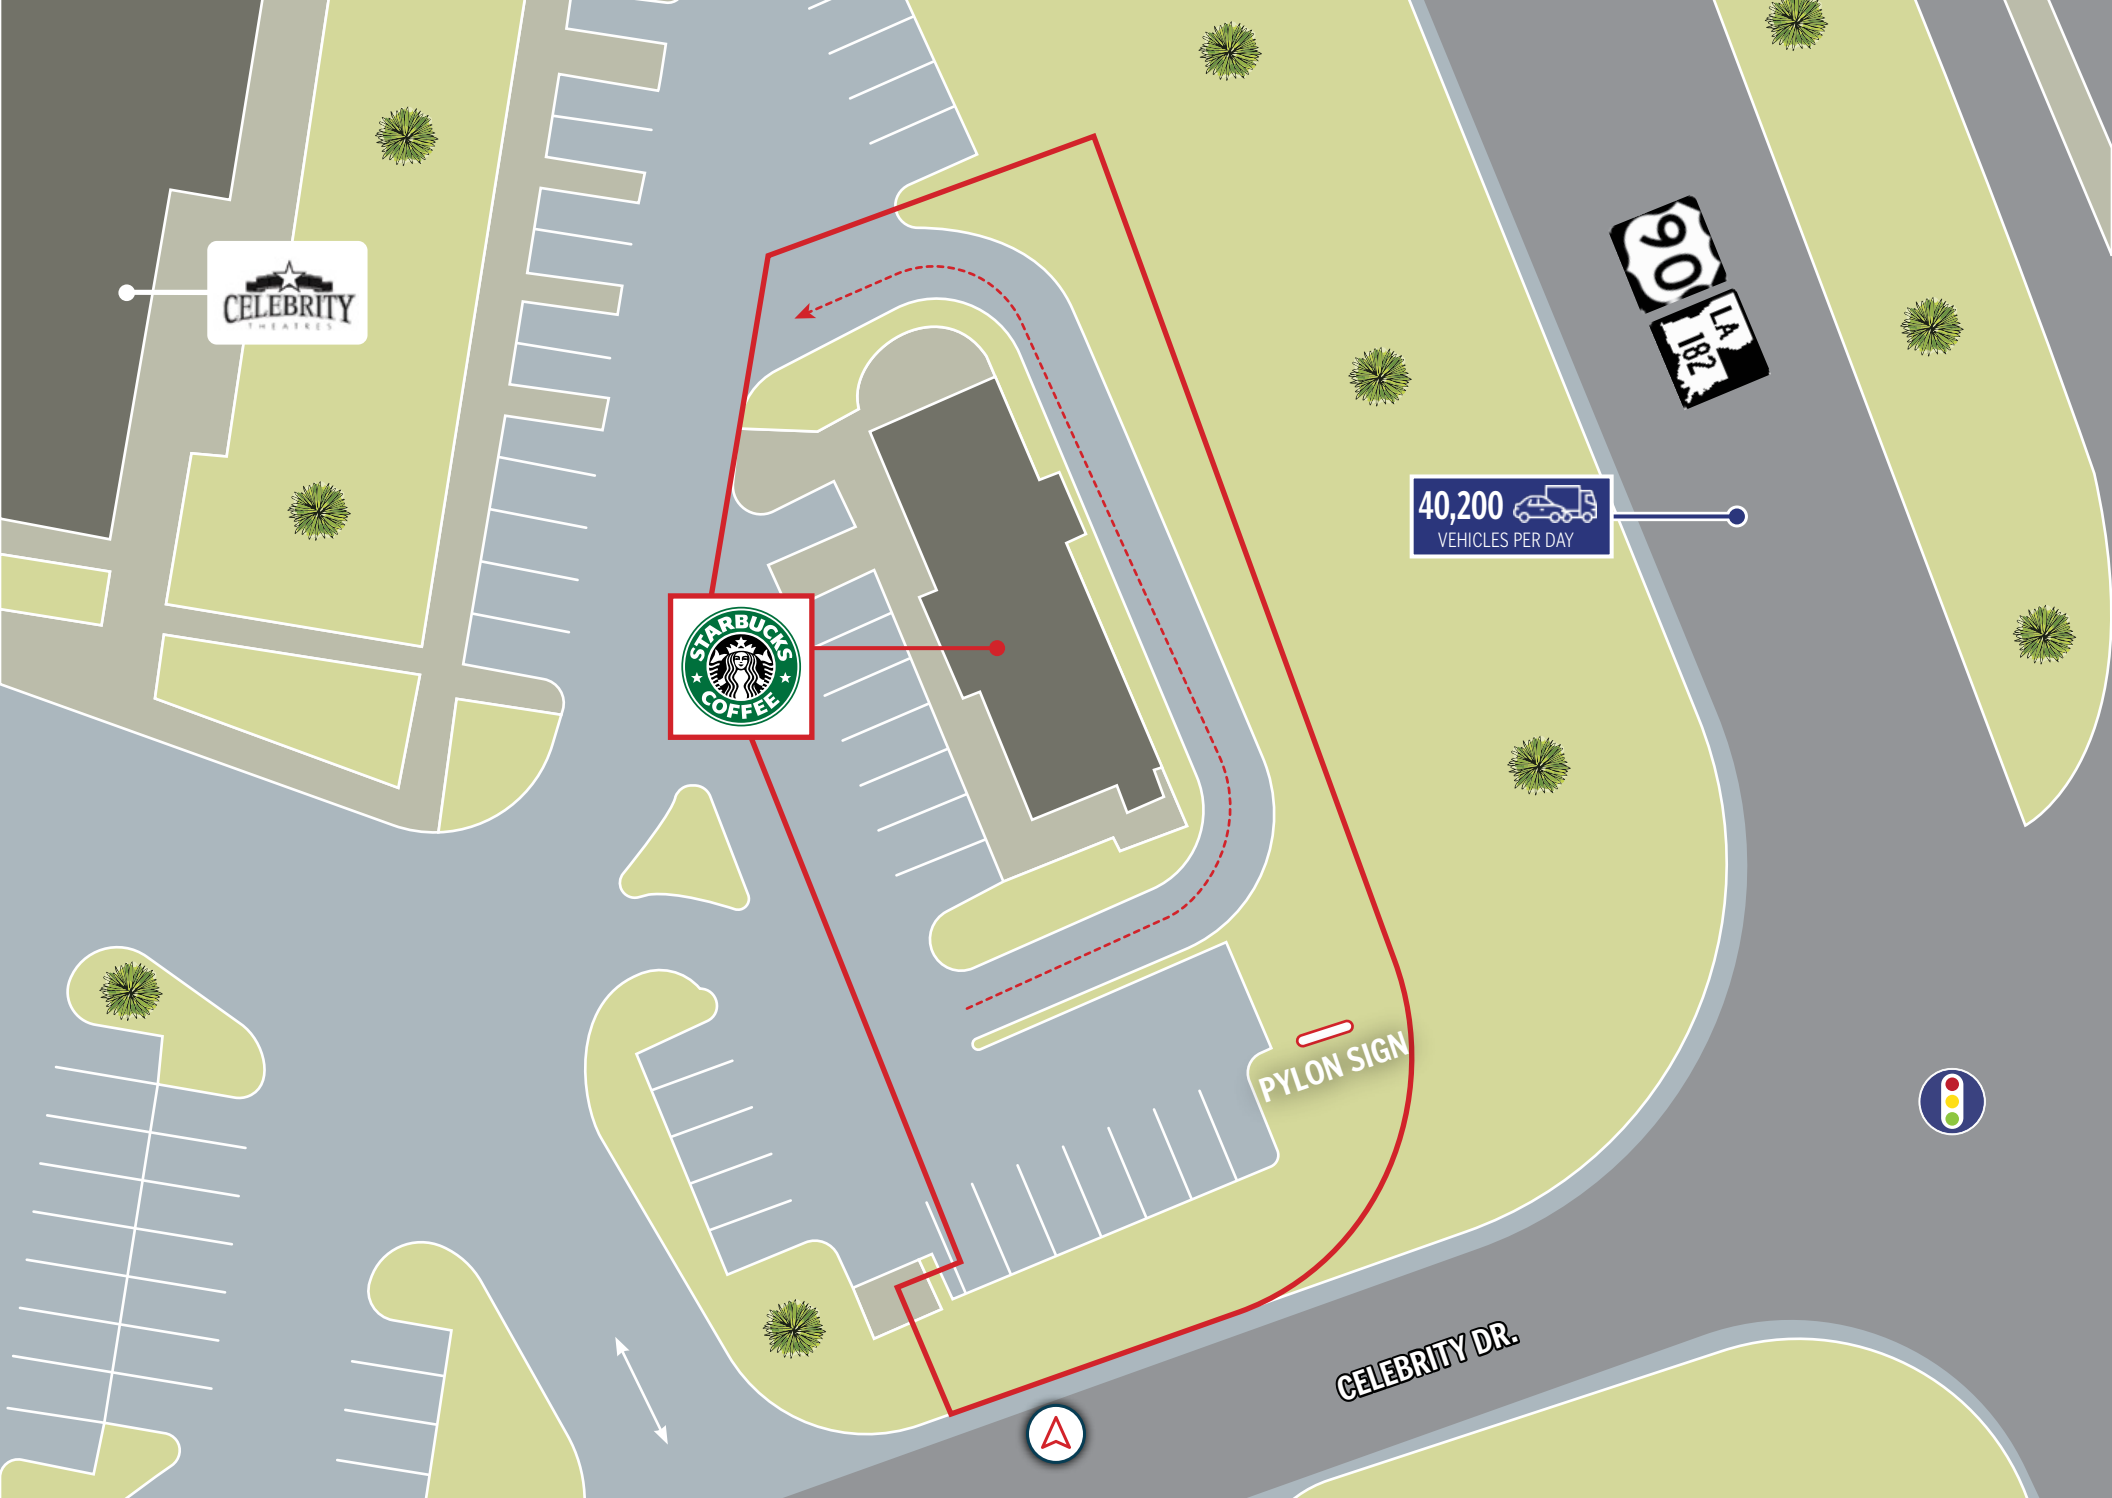 90
LA
182
CELEBRITY
THEATRES
40,200
VEHICLES PER DAY
STARBUCKS
COFFEE
PYLON SIGN
CELEBRITY DR.